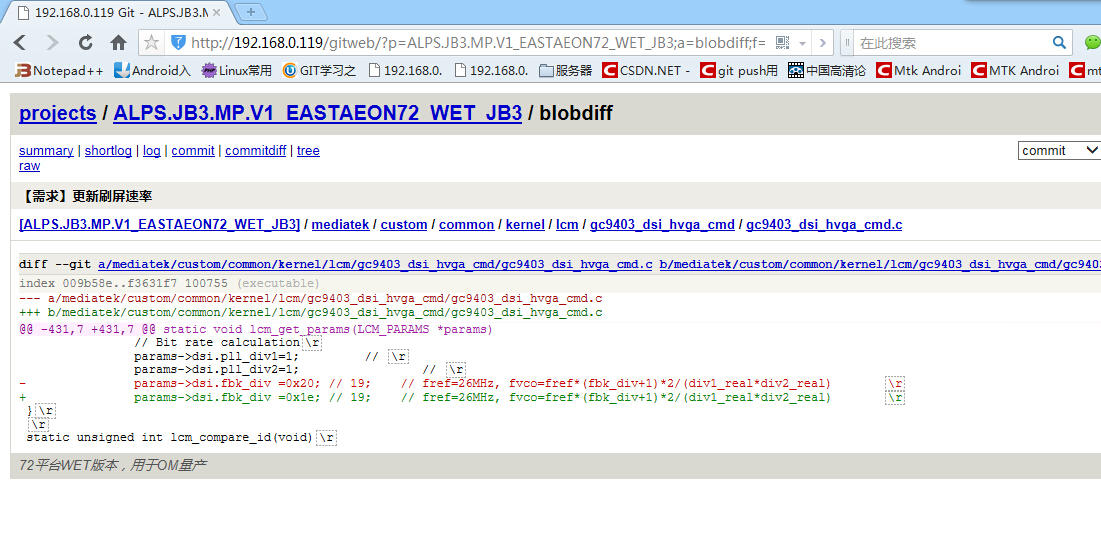 192.168.0.119 Git - ALPS.JB3.M
http://192.168.0.119/gitweb/?p=ALPS.JB3.MP.V1_EASTAEON72_WET_JB3;a=blobdiff;f= 在此搜索
Notepad++ Android入 Linux常用 GIT学习之 192.168.0. 192.168.0. 服务器 CSDN.NET - git push用 中国高清论 Mtk Androi MTK Androi mt
projects / ALPS.JB3.MP.V1_EASTAEON72_WET_JB3 / blobdiff
summary | shortlog | log | commit | commitdiff | tree commit
raw
【需求】更新刷屏速率
[ALPS.JB3.MP.V1_EASTAEON72_WET_JB3] / mediatek / custom / common / kernel / lcm / gc9403_dsi_hvga_cmd / gc9403_dsi_hvga_cmd.c
diff --git a/mediatek/custom/common/kernel/lcm/gc9403_dsi_hvga_cmd/gc9403_dsi_hvga_cmd.c b/mediatek/custom/common/kernel/lcm/gc9403_dsi_hvga_cmd/gc9403
index 009b58e..f3631f7 100755 (executable)
--- a/mediatek/custom/common/kernel/lcm/gc9403_dsi_hvga_cmd/gc9403_dsi_hvga_cmd.c
+++ b/mediatek/custom/common/kernel/lcm/gc9403_dsi_hvga_cmd/gc9403_dsi_hvga_cmd.c
@@ -431,7 +431,7 @@ static void lcm_get_params(LCM_PARAMS *params)
// Bit rate calculation\r
params->dsi.pll_div1=1; // \r
params->dsi.pll_div2=1; // \r
- params->dsi.fbk_div =0x20; // 19; // fref=26MHz, fvco=fref*(fbk_div+1)*2/(div1_real*div2_real) \r
+ params->dsi.fbk_div =0x1e; // 19; // fref=26MHz, fvco=fref*(fbk_div+1)*2/(div1_real*div2_real) \r
}\r
\r
static unsigned int lcm_compare_id(void)\r
72平台WET版本，用于OM量产